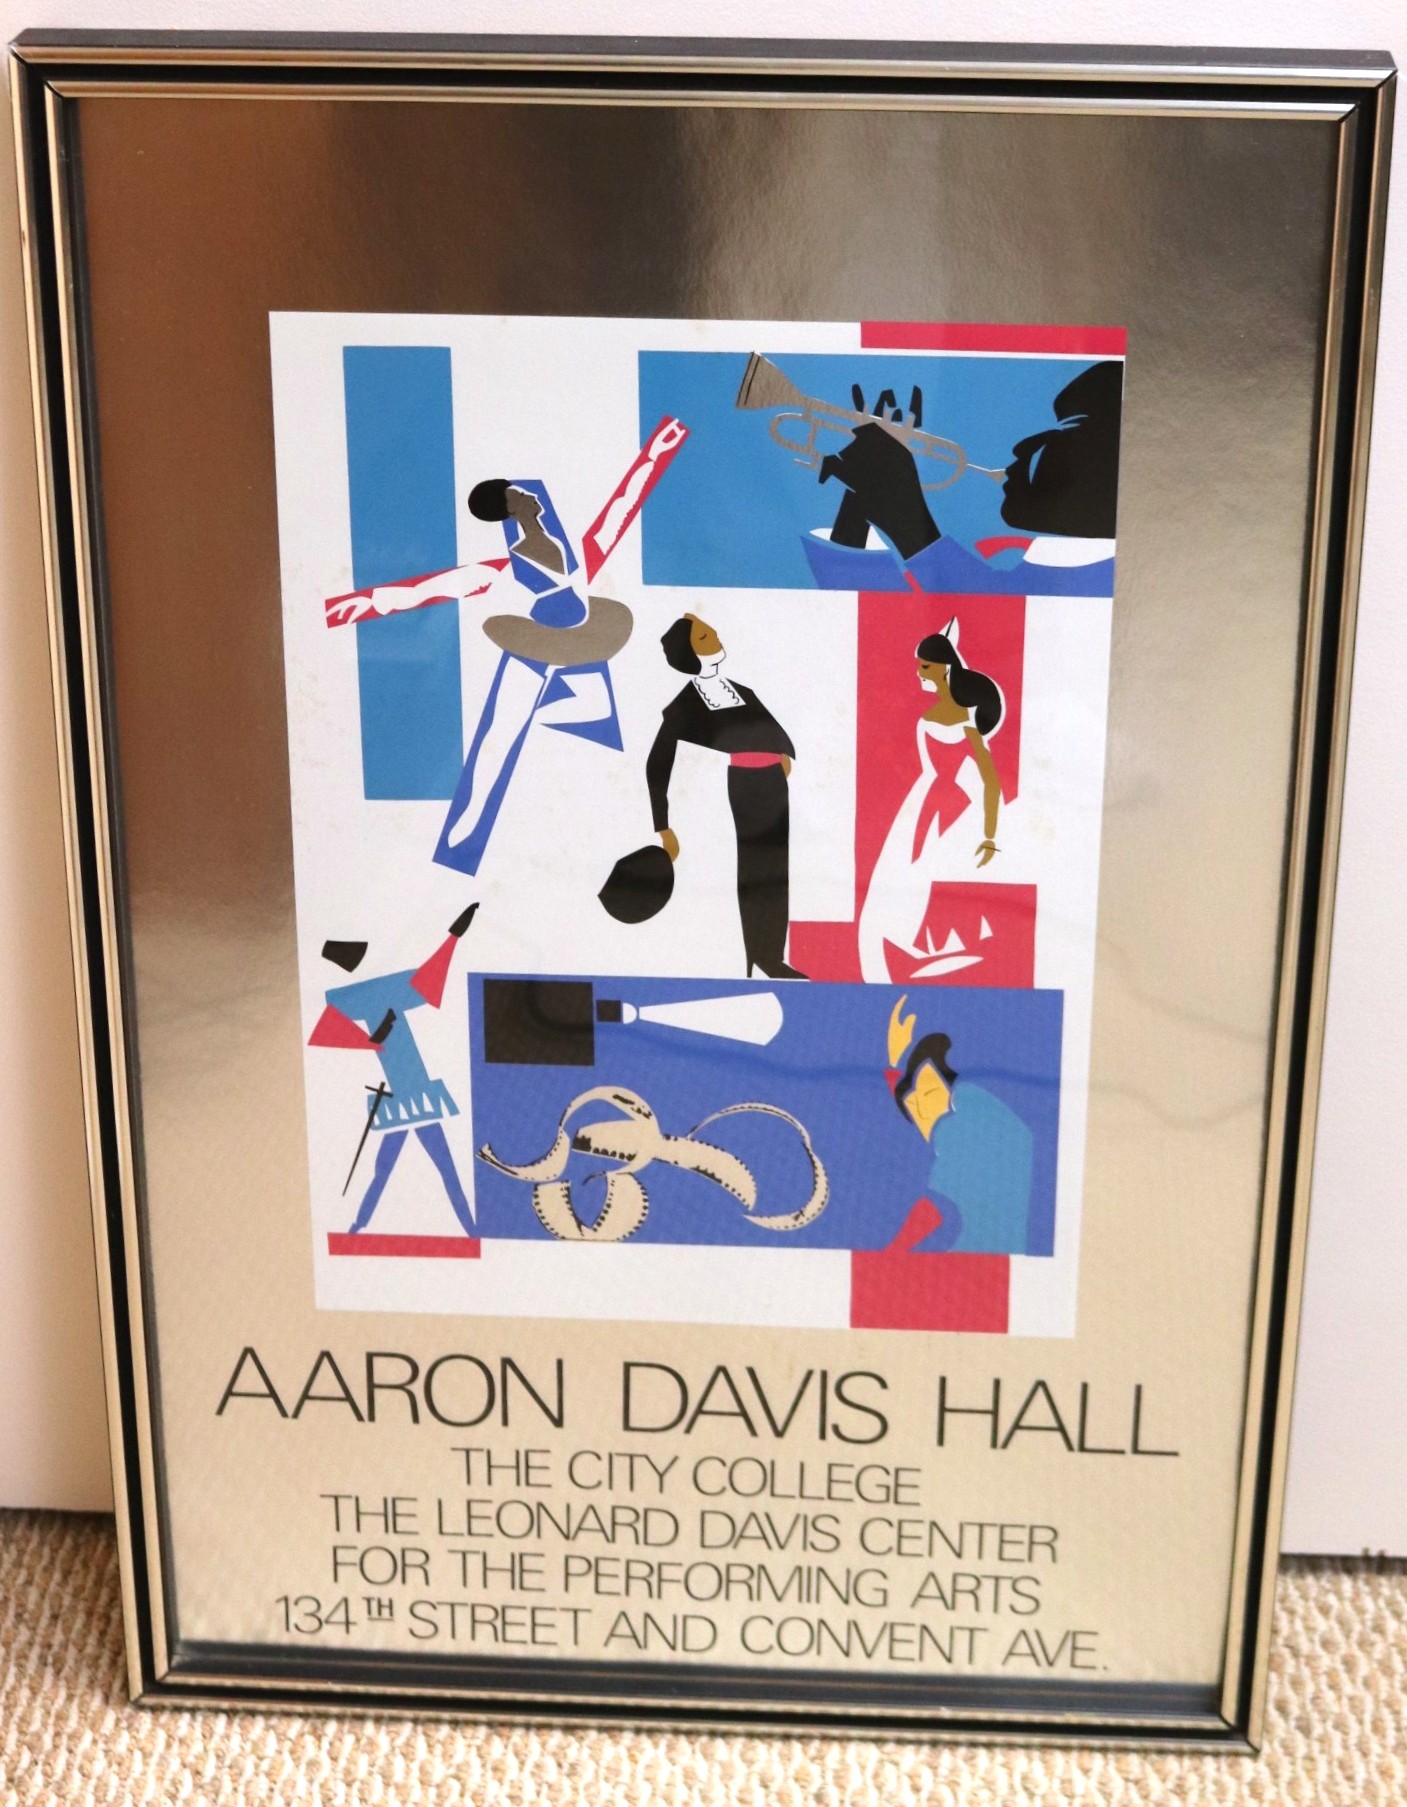 AARON DAVIS HALL
THE CITY COLLEGE
THE LEONARD DAVIS CENTER
FOR THE PERFORMING ARTS
134TH STREET AND CONVENT AVE.